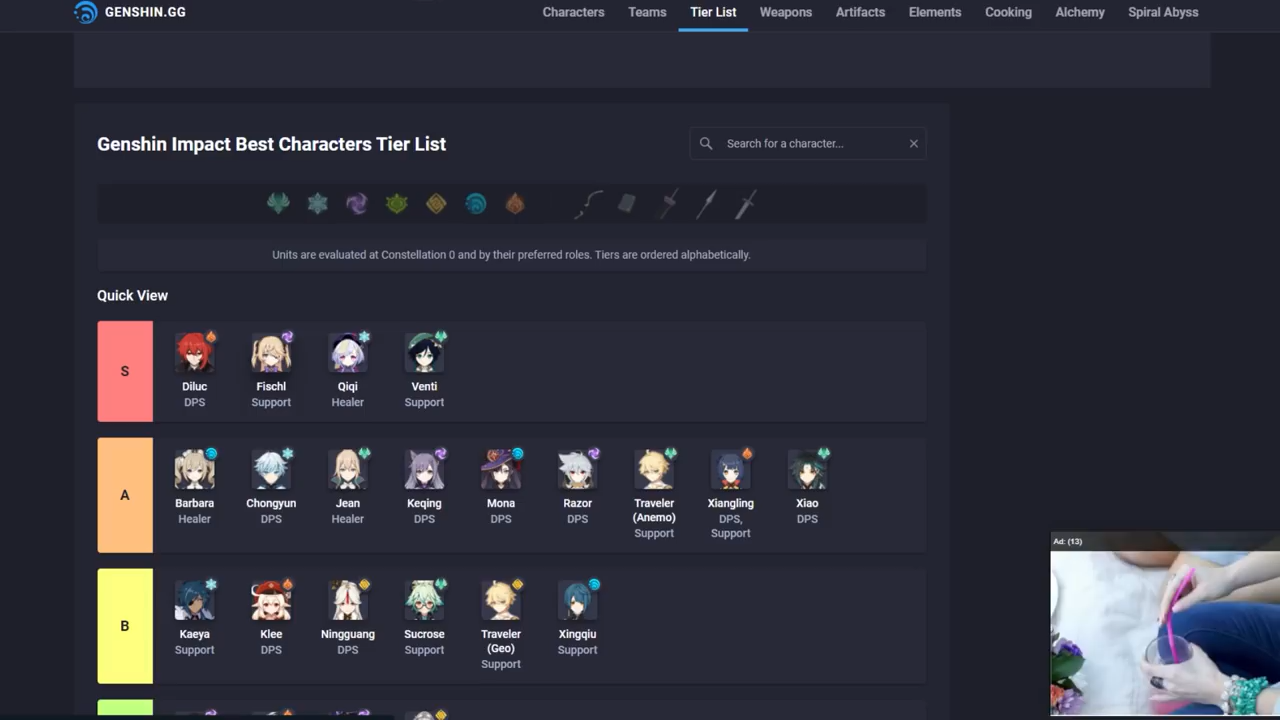 GENSHIN.GG
Characters Teams Tier List Weapons Artifacts Elements Cooking Alchemy Spiral Abyss
Genshin Impact Best Characters Tier List
Search for a character...
Units are evaluated at Constellation 0 and by their preferred roles. Tiers are ordered alphabetically.
Quick View
S
Diluc Fischl Qiqi Venti
DPS Support Healer Support
A
Barbara Chongyun Jean Keqing Mona Razor Traveler (Anemo) Xiangling Xiao
Healer DPS Healer DPS DPS DPS Support DPS, Support DPS
B
Kaeya Klee Ningguang Sucrose Traveler (Geo) Xingqiu
Support DPS DPS Support Support Support
Ad: (13)